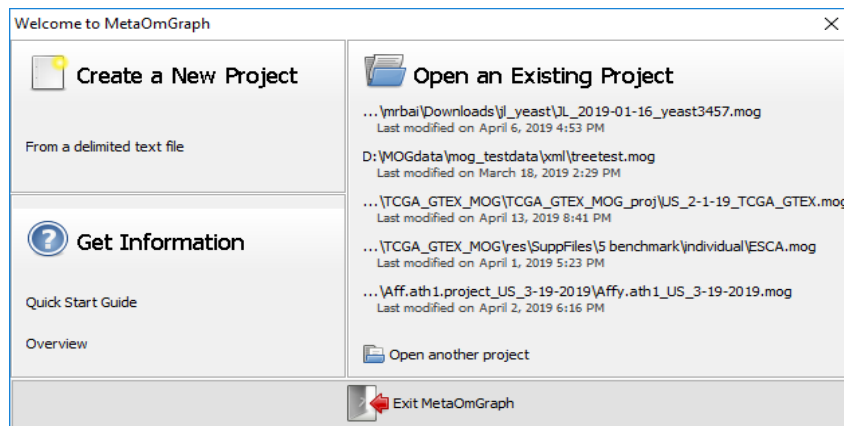 Welcome to MetaOmGraph
Create a New Project
From a delimited text file
Get Information
Quick Start Guide
Overview
Open an Existing Project
...\mrbai\Downloads\jl_yeast\JL_2019-01-16_yeast3457.mog
Last modified on April 6, 2019 4:53 PM
D:\MOGdata\mog_testdata\xml\treetest.mog
Last modified on March 18, 2019 2:29 PM
...\TCGA_GTEX_MOG\TCGA_GTEX_MOG_proj\US_2-1-19_TCGA_GTEX.mog
Last modified on April 13, 2019 8:41 PM
...\TCGA_GTEX_MOG\res\SuppFiles\5 benchmark\individual\ESCA.mog
Last modified on April 1, 2019 5:23 PM
...\Aff.ath1.project_US_3-19-2019\Affy.ath1_US_3-19-2019.mog
Last modified on April 2, 2019 6:16 PM
Open another project
Exit MetaOmGraph